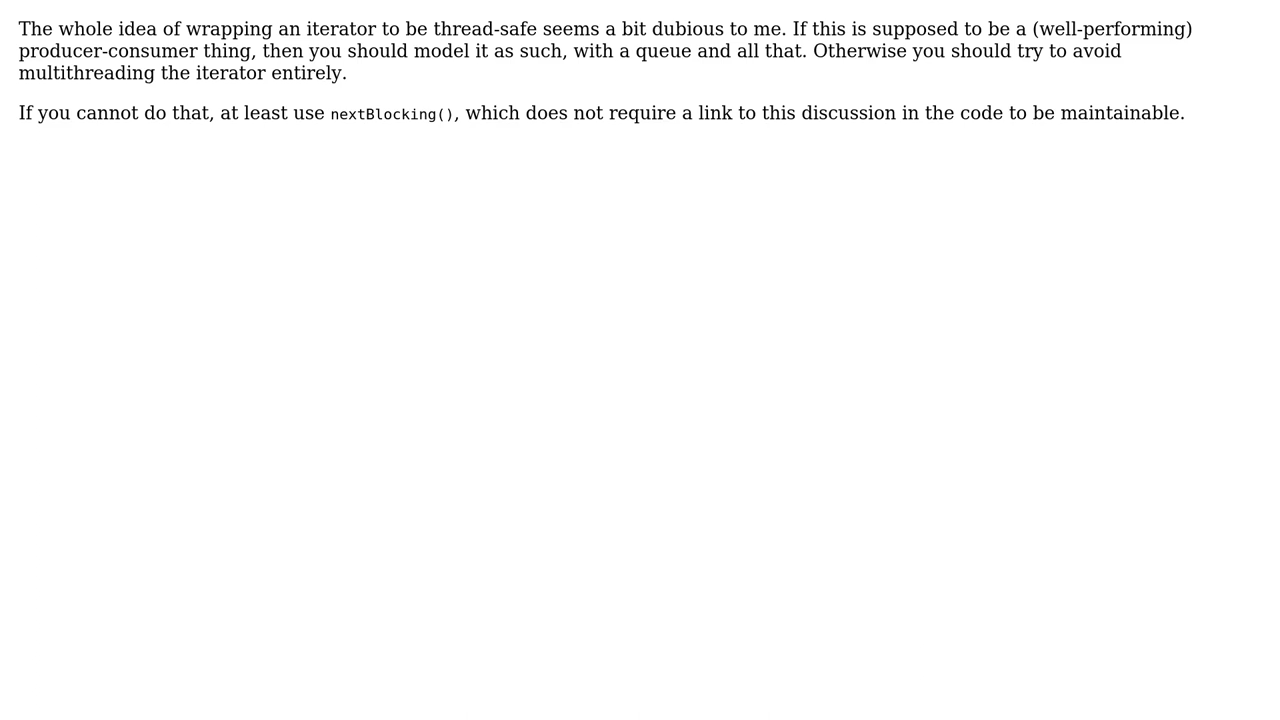 The whole idea of wrapping an iterator to be thread-safe seems a bit dubious to me. If this is supposed to be a (well-performing)
producer-consumer thing, then you should model it as such, with a queue and all that. Otherwise you should try to avoid
multithreading the iterator entirely.
If you cannot do that, at least use nextBlocking(), which does not require a link to this discussion in the code to be maintainable.